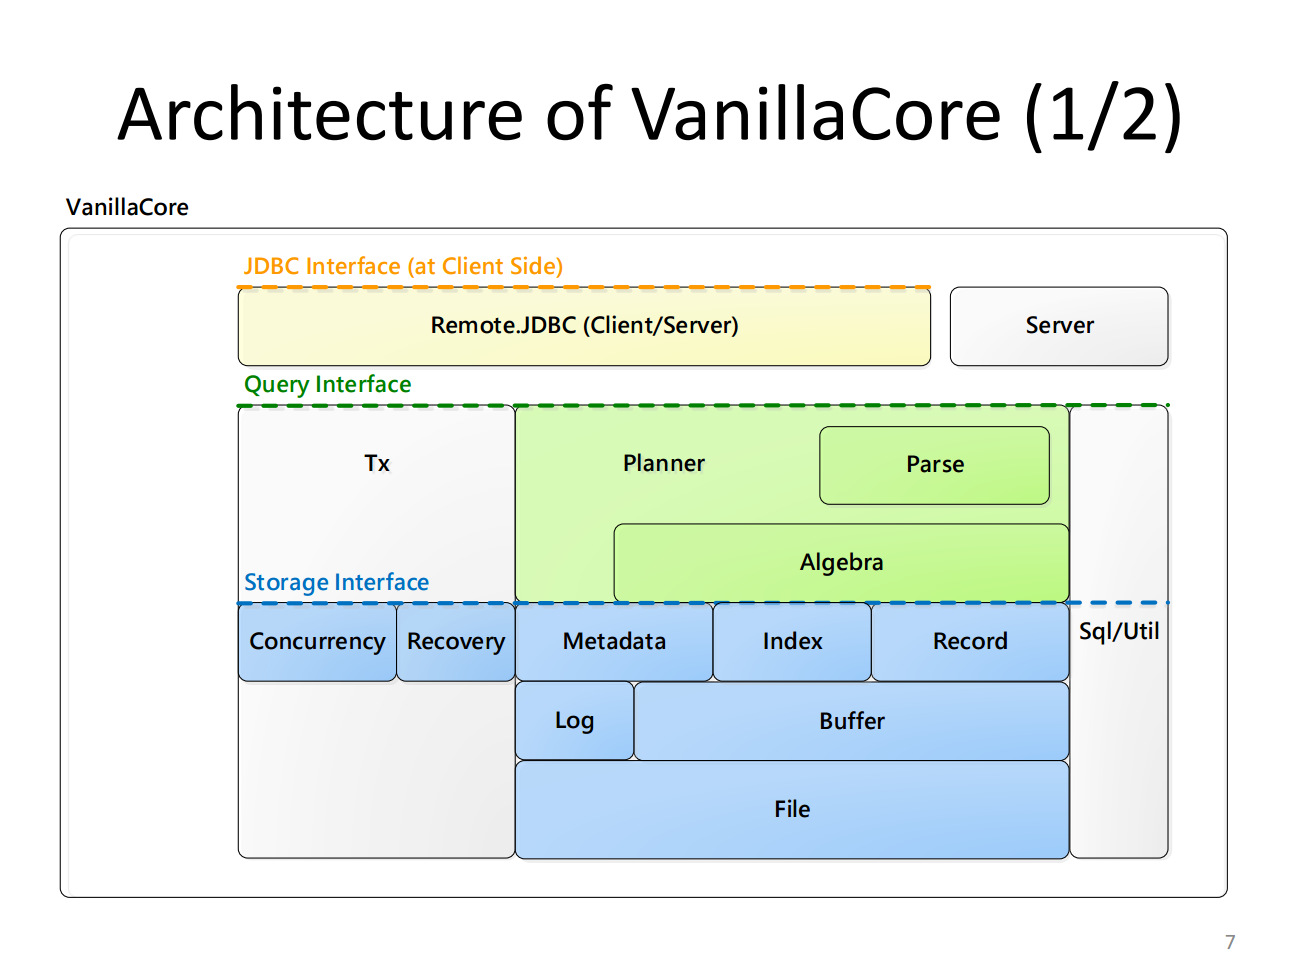 Architecture of VanillaCore (1/2)
VanillaCore
JDBC Interface (at Client Side)
Remote.JDBC (Client/Server)
Server
Query Interface
Tx
Planner
Parse
Algebra
Storage Interface
Concurrency
Recovery
Metadata
Index
Record
Sql/Util
Log
Buffer
File
7